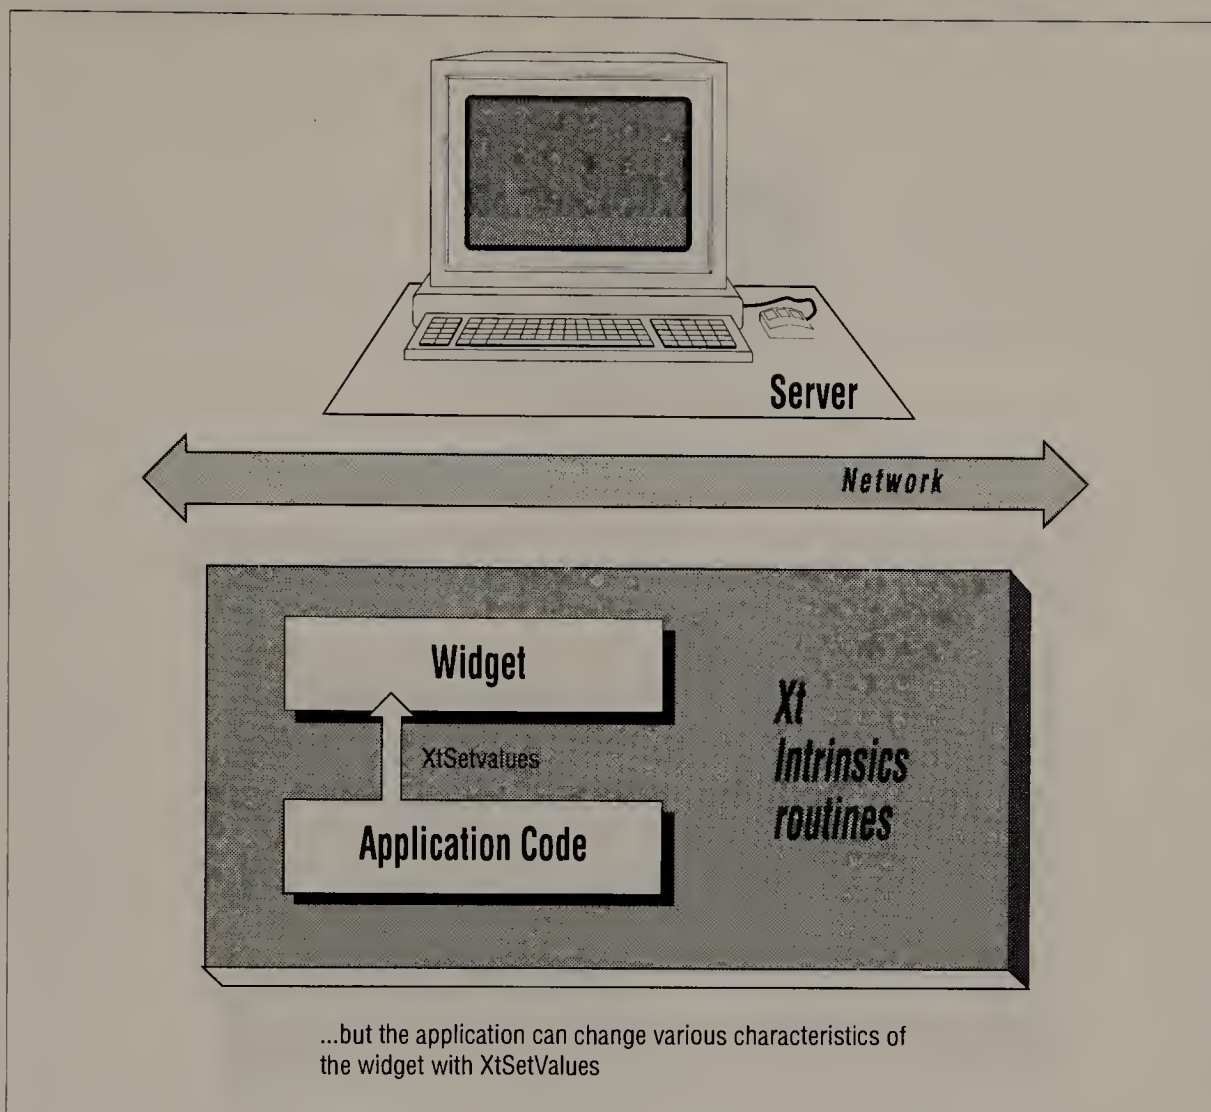 Server
Network
Widget
XtSetvalues
Application Code
Xt
Intrinsics
routines
...but the application can change various characteristics of
the widget with XtSetValues